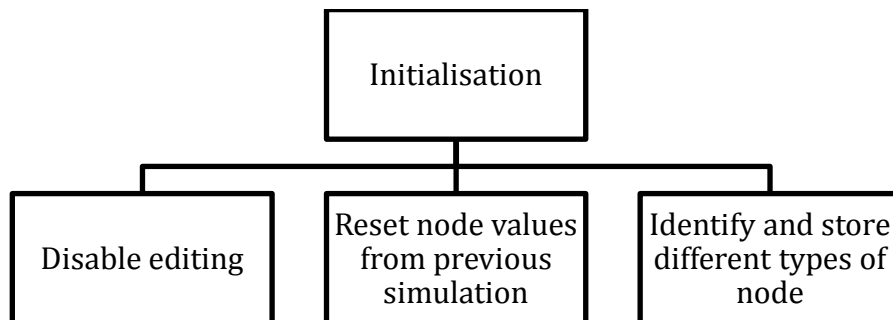 Initialisation
Disable editing
Reset node values
from previous
simulation
Identify and store
different types of
node